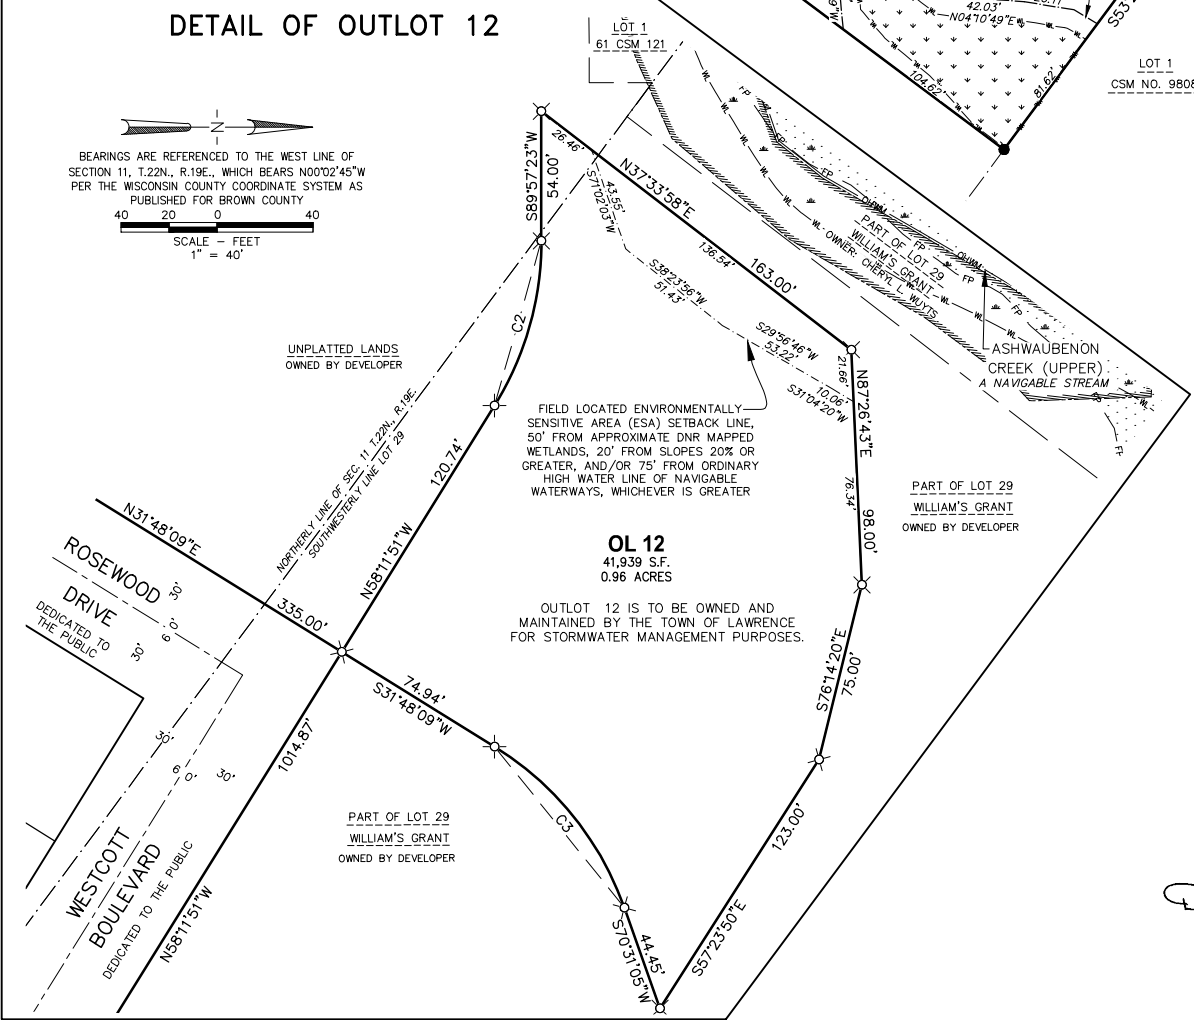 DETAIL OF OUTLOT 12
LOT 1
61 CSM 121
42.03'
N04°10'49"E
104.62'
81.62'
LOT 1
CSM NO. 9808
N
BEARINGS ARE REFERENCED TO THE WEST LINE OF
SECTION 11, T.22N., R.19E., WHICH BEARS N00°02'45"W
PER THE WISCONSIN COUNTY COORDINATE SYSTEM AS
PUBLISHED FOR BROWN COUNTY
40 20 0 40
SCALE - FEET
1" = 40'
S89°57'23"W
54.00'
26.46'
N37°33'58"E
163.00'
136.54'
43.55'
S71°02'03"W
S38°23'56"W
51.43'
S29°56'46"W
53.22'
10.06'
S31°04'20"W
WL
FP
OHWM
PART OF LOT 29
WILLIAM'S GRANT
OWNER: CHERYL L. WUYTS
OHWM
ASHWAUBENON
CREEK (UPPER)
A NAVIGABLE STREAM
C2
UNPLATTED LANDS
OWNED BY DEVELOPER
21.66'
N87°26'43"E
76.34'
98.00'
FIELD LOCATED ENVIRONMENTALLY
SENSITIVE AREA (ESA) SETBACK LINE,
50' FROM APPROXIMATE DNR MAPPED
WETLANDS, 20' FROM SLOPES 20% OR
GREATER, AND/OR 75' FROM ORDINARY
HIGH WATER LINE OF NAVIGABLE
WATERWAYS, WHICHEVER IS GREATER
NORTHERLY LINE OF SEC. 11 T.22N., R.19E.
SOUTHWESTERLY LINE LOT 29
120.74'
N58°11'51"W
PART OF LOT 29
WILLIAM'S GRANT
OWNED BY DEVELOPER
OL 12
41,939 S.F.
0.96 ACRES
OUTLOT 12 IS TO BE OWNED AND
MAINTAINED BY THE TOWN OF LAWRENCE
FOR STORMWATER MANAGEMENT PURPOSES.
N31°48'09"E
335.00'
ROSEWOOD
DRIVE
DEDICATED TO
THE PUBLIC
30'
60'
30'
74.94'
S31°48'09"W
S76°14'20"E
75.00'
1014.87'
30'
60'
30'
PART OF LOT 29
WILLIAM'S GRANT
OWNED BY DEVELOPER
C3
123.00'
S57°23'50"E
WESTCOTT
BOULEVARD
DEDICATED TO THE PUBLIC
N58°11'51"W
44.45'
S70°31'05"W